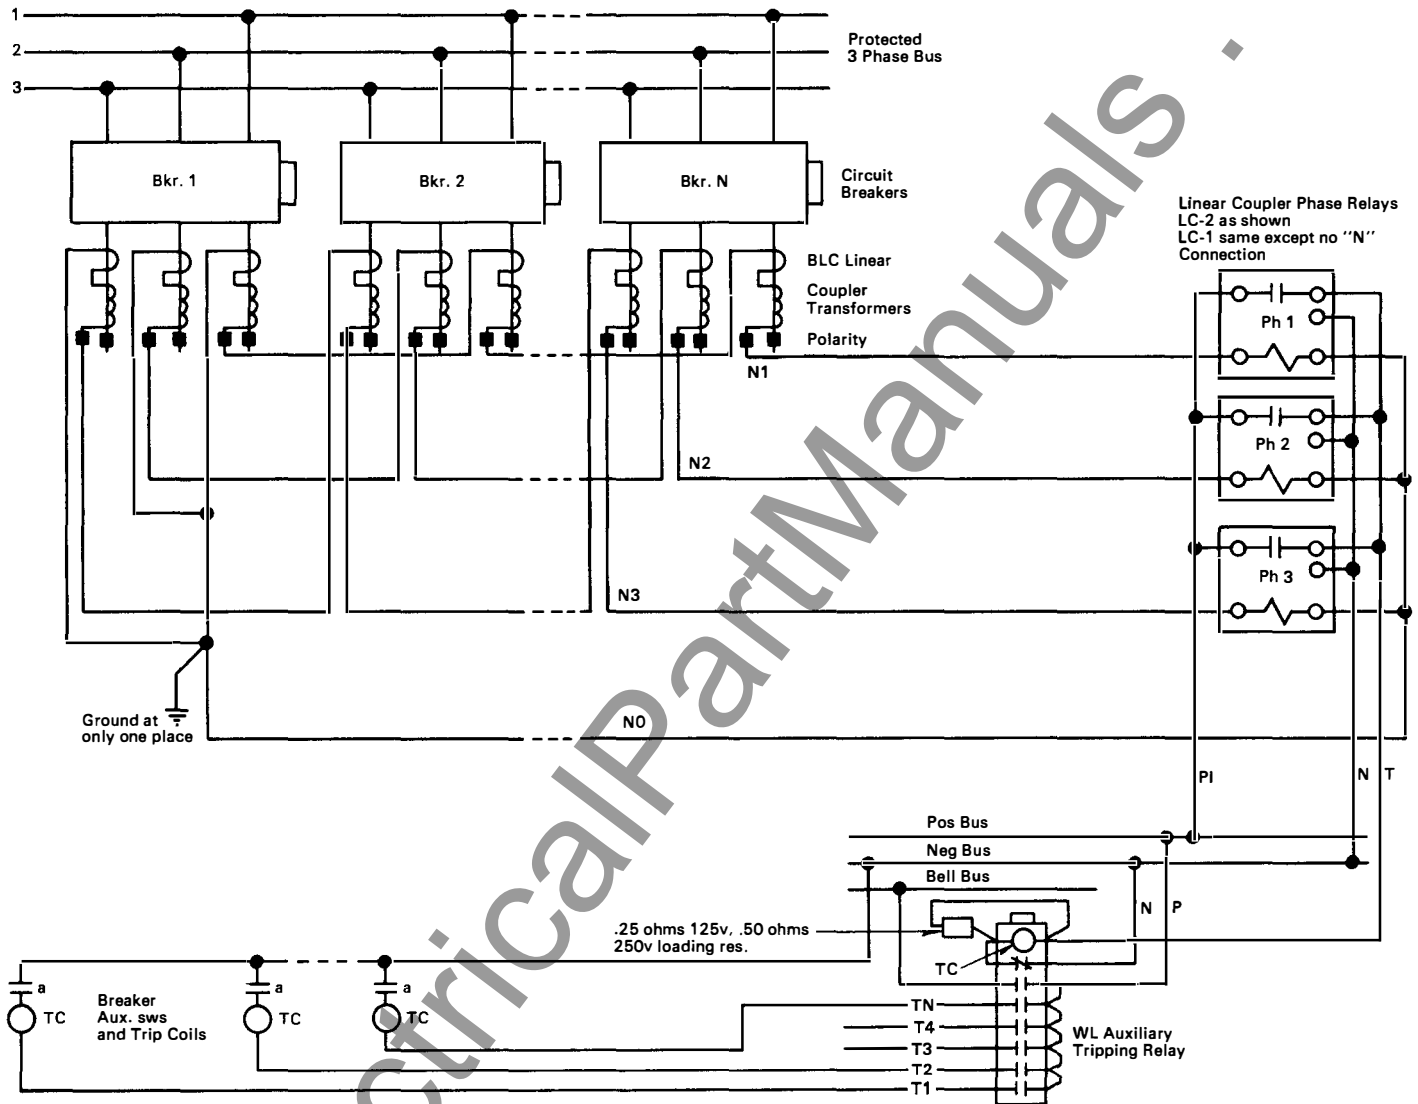 1
2
3
Protected
3 Phase Bus
Bkr. 1
Bkr. 2
Bkr. N
Circuit
Breakers
Linear Coupler Phase Relays
LC-2 as shown
LC-1 same except no "N"
Connection
BLC Linear
Coupler
Transformers
Polarity
Ph 1
N1
Ph 2
N2
Ph 3
N3
Ground at
only one place
N0
PI
N
T
Pos Bus
Neg Bus
Bell Bus
N
P
.25 ohms 125v, .50 ohms
250v loading res.
TC
a
a
a
Breaker
Aux. sws
and Trip Coils
TC
TC
TC
TN
T4
T3
T2
T1
WL Auxiliary
Tripping Relay
ctricalPartManuals .